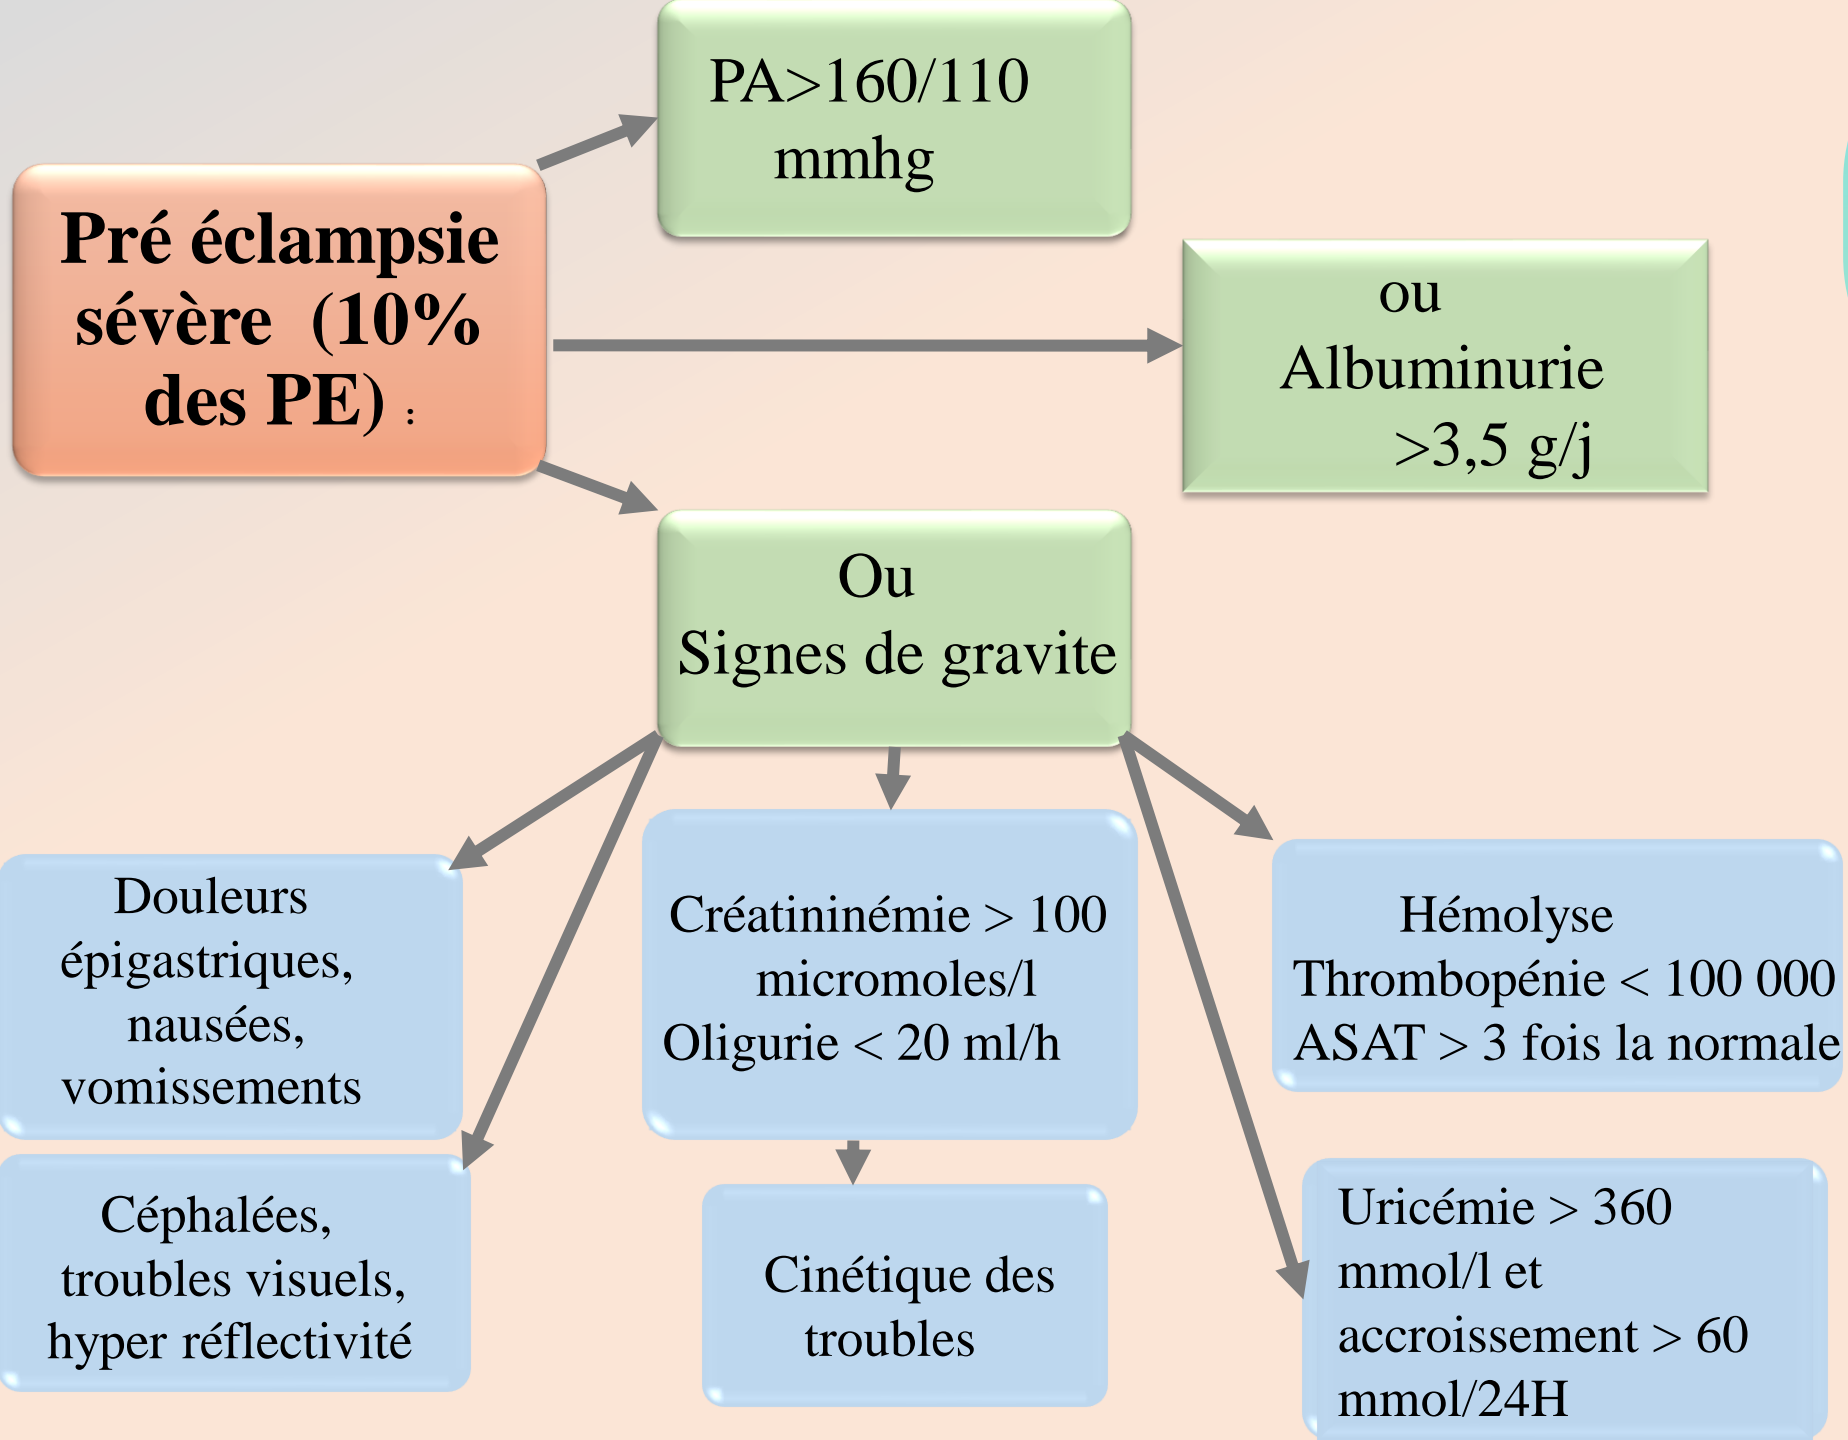 PA>160/110
mmhg
Pré éclampsie
sévère (10%
des PE) :
ou
Albuminurie
>3,5 g/j
Ou
Signes de gravite
Douleurs
épigastriques,
nausées,
vomissements
Créatininémie > 100
micromoles/l
Oligurie < 20 ml/h
Hémolyse
Thrombopénie < 100 000
ASAT > 3 fois la normale
Céphalées,
troubles visuels,
hyper réflectivité
Cinétique des
troubles
Uricémie > 360
mmol/l et
accroissement > 60
mmol/24H